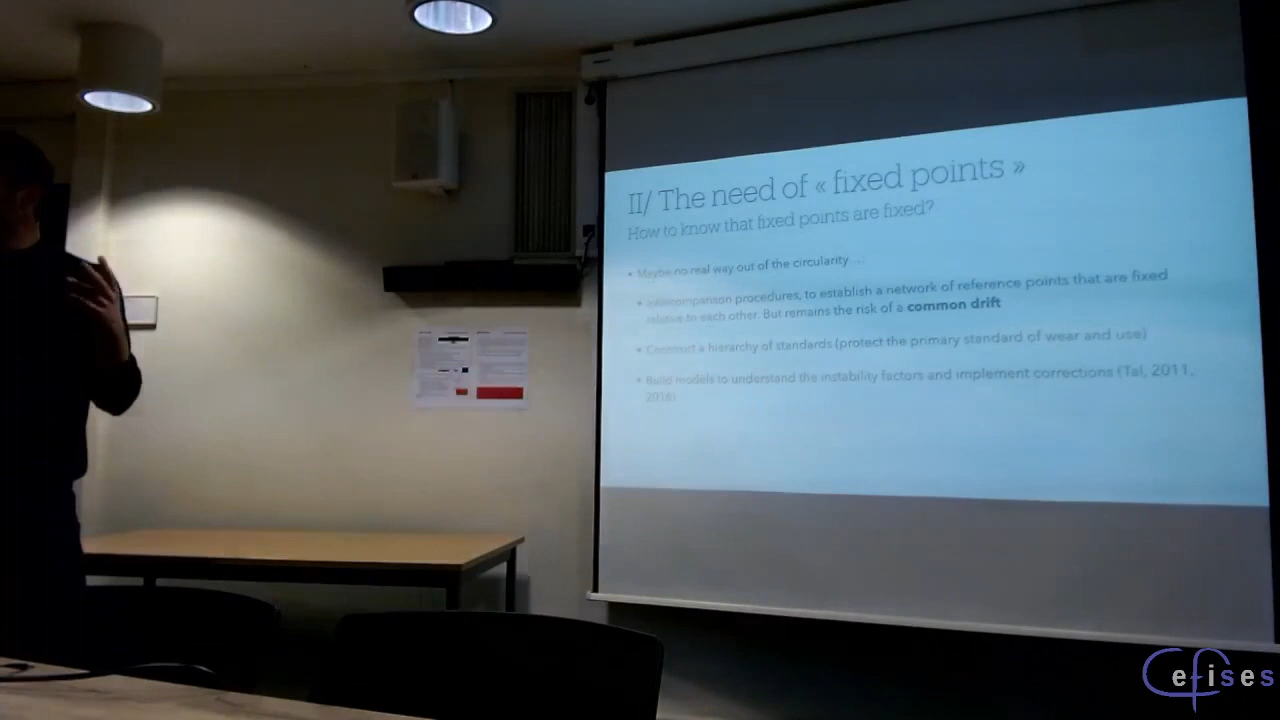 II/ The need of « fixed points »
How to know that fixed points are fixed?
• Maybe no real way out of the circularity …
• Intercomparison procedures, to establish a network of reference points that are fixed
relative to each other. But remains the risk of a common drift
• Construct a hierarchy of standards (protect the primary standard of wear and use)
• Build models to understand the instability factors and implement corrections (Tal, 2011,
2016)
Cefises